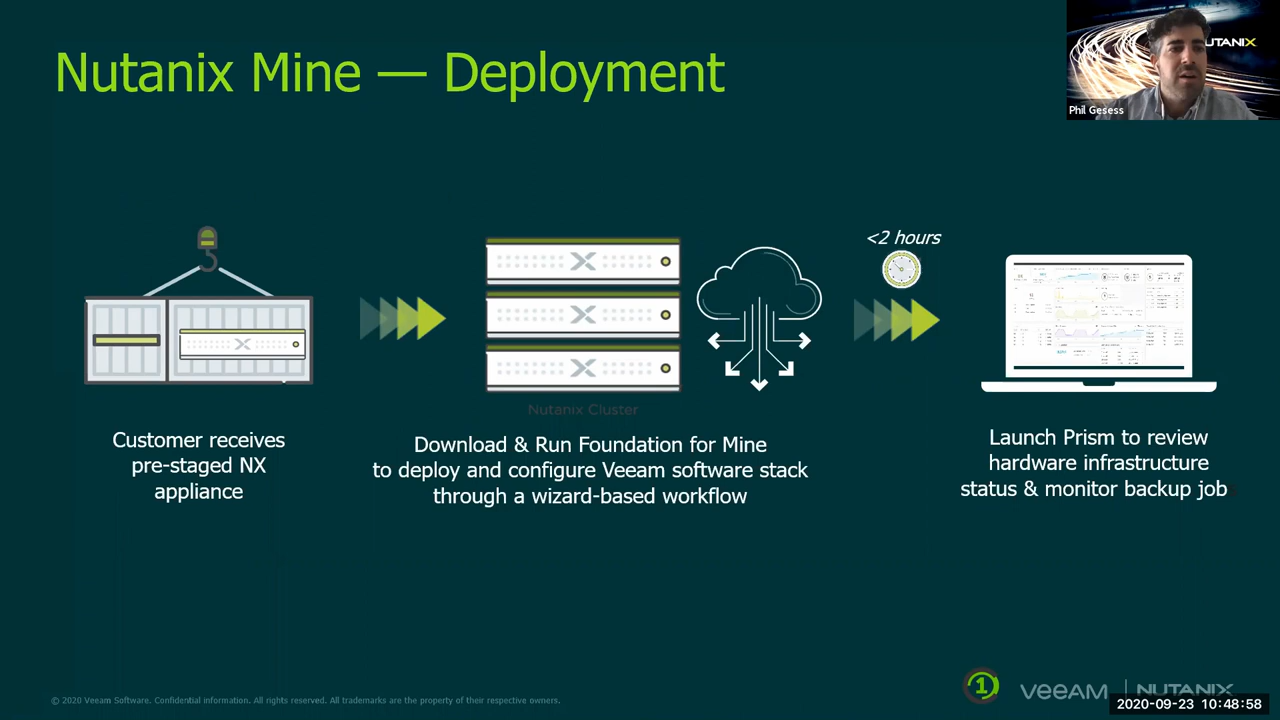 Nutanix Mine — Deployment
UTANIX
Phil Gesess
<2 hours
Nutanix Cluster
Customer receives
pre-staged NX
appliance
Download & Run Foundation for Mine
to deploy and configure Veeam software stack
through a wizard-based workflow
Launch Prism to review
hardware infrastructure
status & monitor backup job
© 2020 Veeam Software. Confidential information. All rights reserved. All trademarks are the property of their respective owners.
1
VEEAM | NUTANIX
2020-09-23 10:48:58